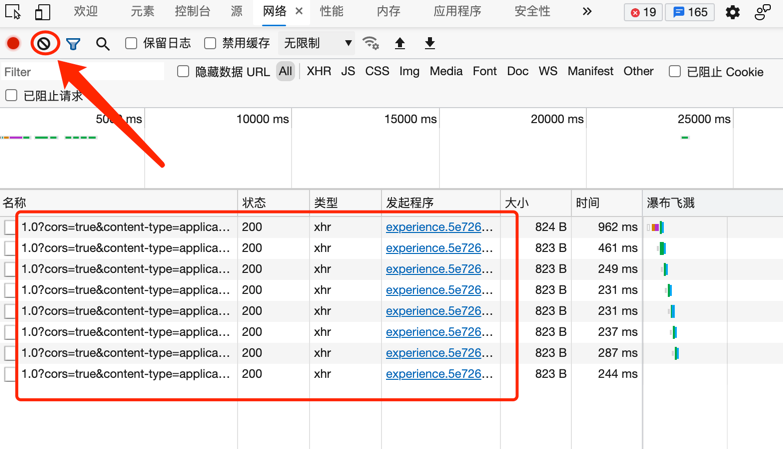 欢迎 元素 控制台 源 网络 性能 内存 应用程序 安全性 19 165
保留日志 禁用缓存 无限制
Filter 隐藏数据 URL All XHR JS CSS Img Media Font Doc WS Manifest Other 已阻止 Cookie
已阻止请求
5000 ms 10000 ms 15000 ms 20000 ms 25000 ms
名称 状态 类型 发起程序 大小 时间 瀑布飞溅
1.0?cors=true&content-type=applica... 200 xhr experience.5e726... 824 B 962 ms
1.0?cors=true&content-type=applica... 200 xhr experience.5e726... 823 B 461 ms
1.0?cors=true&content-type=applica... 200 xhr experience.5e726... 823 B 249 ms
1.0?cors=true&content-type=applica... 200 xhr experience.5e726... 823 B 231 ms
1.0?cors=true&content-type=applica... 200 xhr experience.5e726... 823 B 231 ms
1.0?cors=true&content-type=applica... 200 xhr experience.5e726... 823 B 237 ms
1.0?cors=true&content-type=applica... 200 xhr experience.5e726... 823 B 287 ms
1.0?cors=true&content-type=applica... 200 xhr experience.5e726... 823 B 244 ms